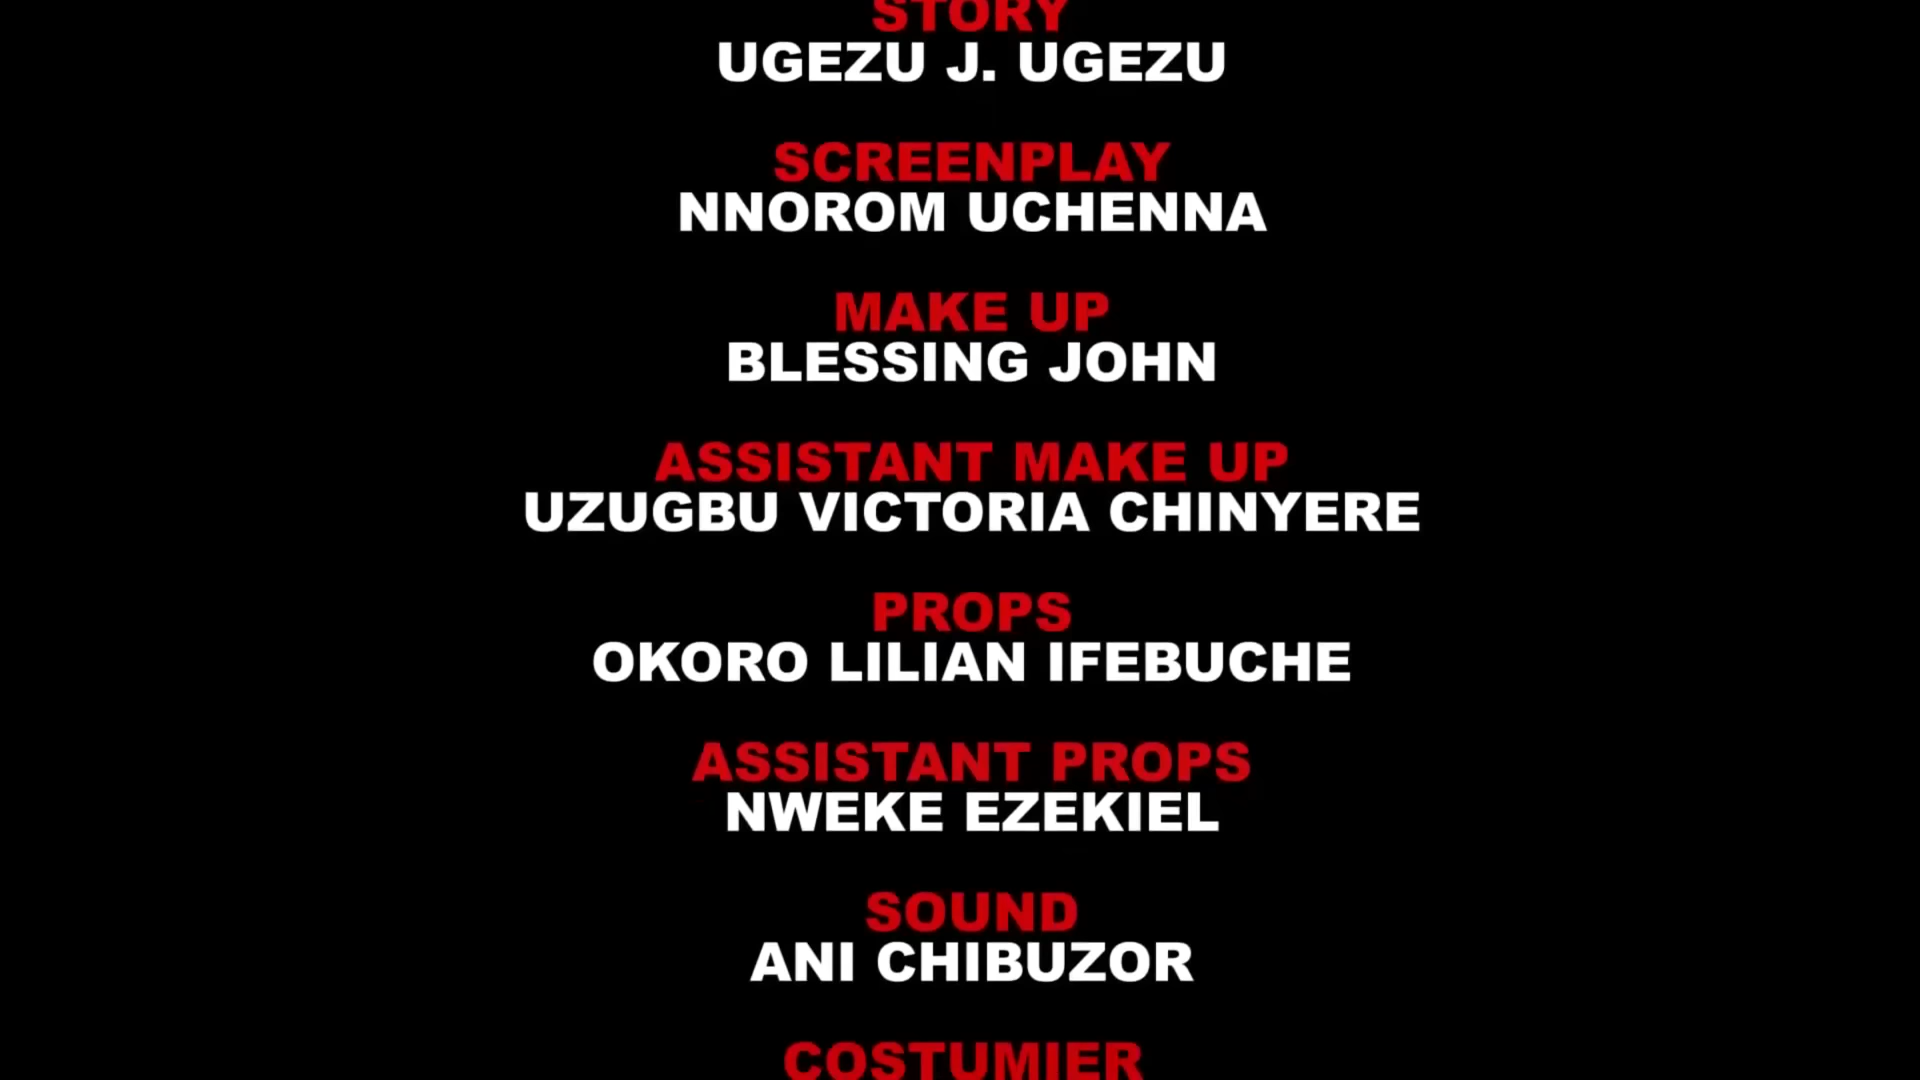 STORY
UGEZU J. UGEZU
SCREENPLAY
NNOROM UCHENNA
MAKE UP
BLESSING JOHN
ASSISTANT MAKE UP
UZUGBU VICTORIA CHINYERE
PROPS
OKORO LILIAN IFEBUCHE
ASSISTANT PROPS
NWEKE EZEKIEL
SOUND
ANI CHIBUZOR
COSTUMIER